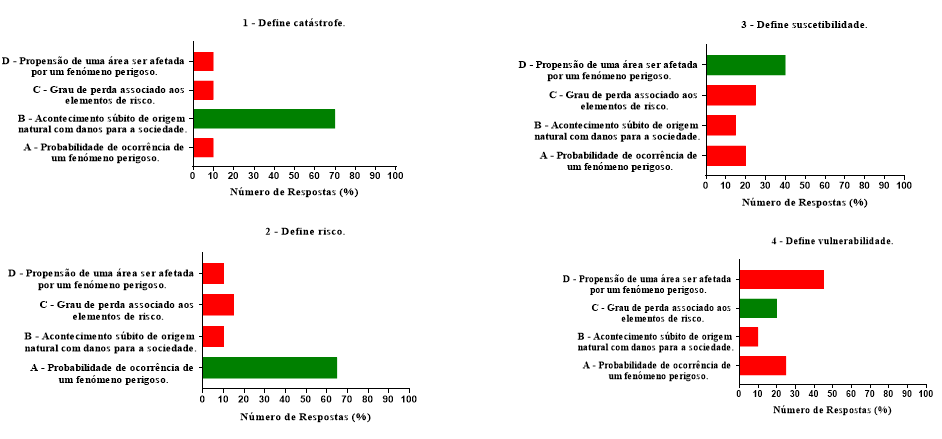 1 - Define catástrofe.
D - Propensão de uma área ser afetada
por um fenómeno perigoso.
C - Grau de perda associado aos
elementos de risco.
B - Acontecimento súbito de origem
natural com danos para a sociedade.
A - Probabilidade de ocorrência de
um fenómeno perigoso.
0 10 20 30 40 50 60 70 80 90 100
Número de Respostas (%)
3 - Define suscetibilidade.
D - Propensão de uma área ser afetada
por um fenómeno perigoso.
C - Grau de perda associado aos
elementos de risco.
B - Acontecimento súbito de origem
natural com danos para a sociedade.
A - Probabilidade de ocorrência de
um fenómeno perigoso.
0 10 20 30 40 50 60 70 80 90 100
Número de Respostas (%)
2 - Define risco.
D - Propensão de uma área ser afetada
por um fenómeno perigoso.
C - Grau de perda associado aos
elementos de risco.
B - Acontecimento súbito de origem
natural com danos para a sociedade.
A - Probabilidade de ocorrência de
um fenómeno perigoso.
0 10 20 30 40 50 60 70 80 90 100
Número de Respostas (%)
4 - Define vulnerabilidade.
D - Propensão de uma área ser afetada
por um fenómeno perigoso.
C - Grau de perda associado aos
elementos de risco.
B - Acontecimento súbito de origem
natural com danos para a sociedade.
A - Probabilidade de ocorrência de
um fenómeno perigoso.
0 10 20 30 40 50 60 70 80 90 100
Número de Respostas (%)